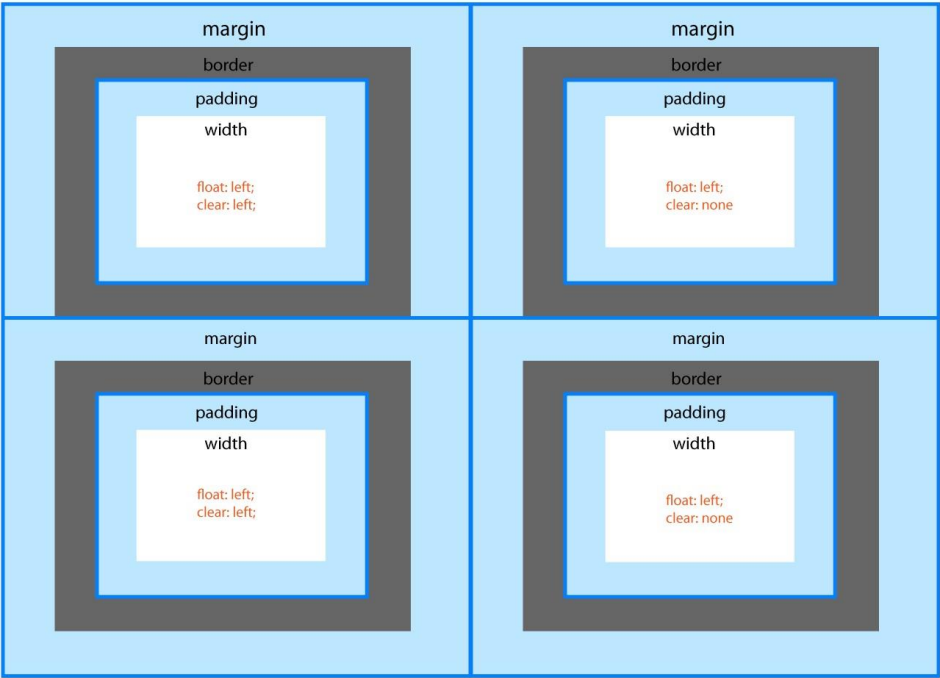 margin
border
padding
width
float: left;
clear: left;
margin
border
padding
width
float: left;
clear: none
margin
border
padding
width
float: left;
clear: left;
margin
border
padding
width
float: left;
clear: none